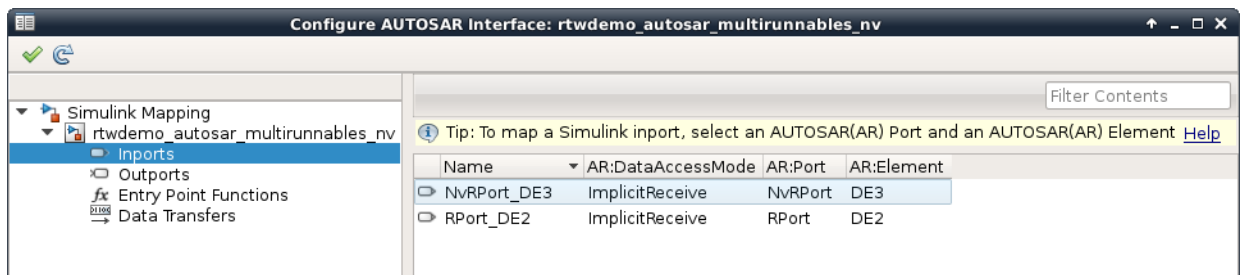 Configure AUTOSAR Interface: rtwdemo_autosar_multirunnables_nv
Filter Contents
Simulink Mapping
rtwdemo_autosar_multirunnables_nv
Inports
Outports
fx Entry Point Functions
Data Transfers
Tip: To map a Simulink inport, select an AUTOSAR(AR) Port and an AUTOSAR(AR) Element Help
Name AR:DataAccessMode AR:Port AR:Element
NvRPort_DE3 ImplicitReceive NvRPort DE3
RPort_DE2 ImplicitReceive RPort DE2